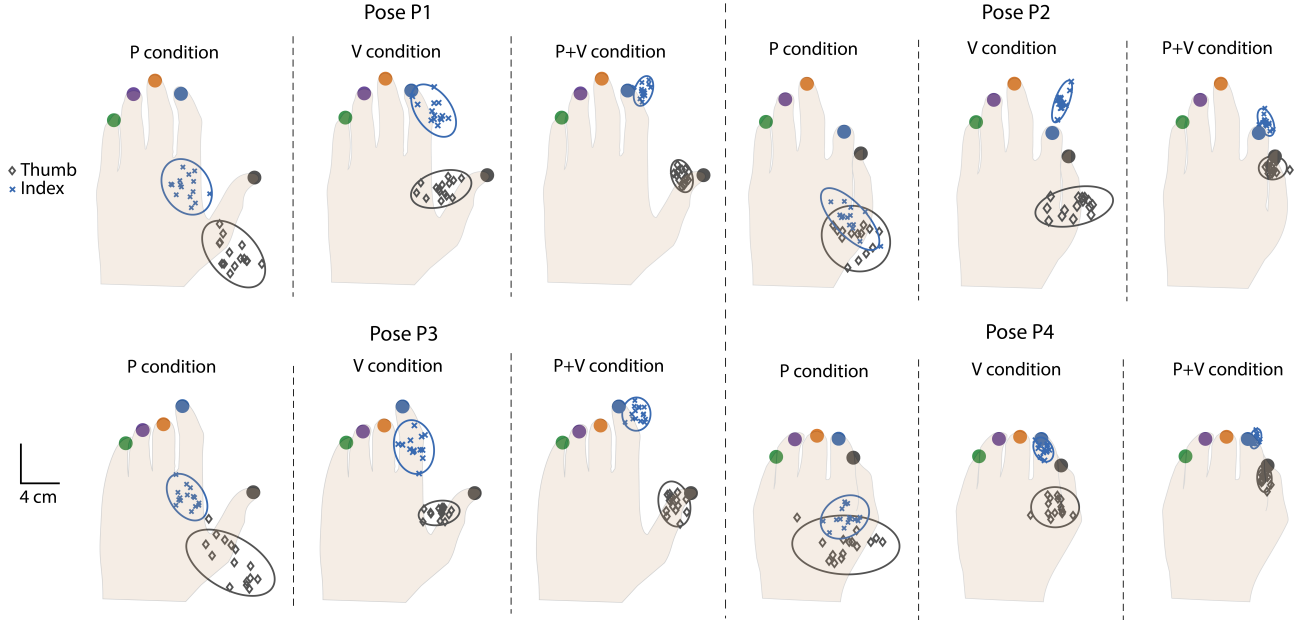 Pose P1
Pose P2
P condition
V condition
P+V condition
P condition
V condition
P+V condition
Thumb
Index
Pose P3
Pose P4
P condition
V condition
P+V condition
P condition
V condition
P+V condition
4 cm